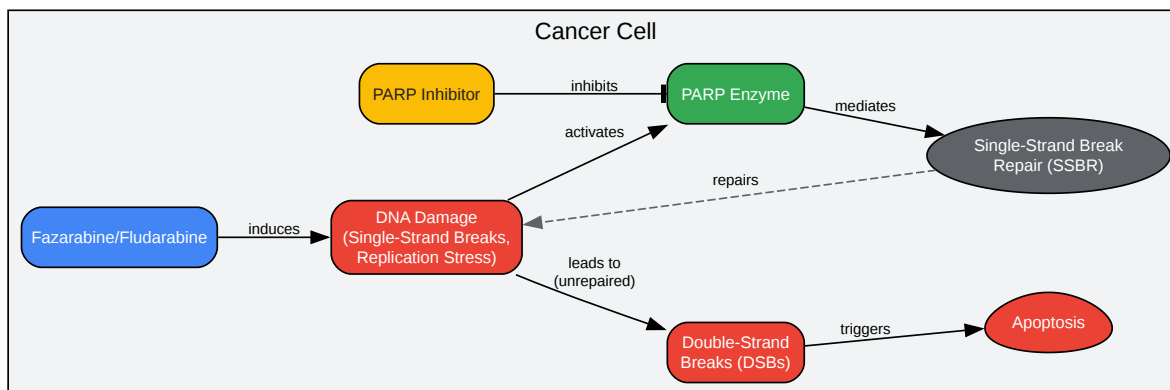 Cancer Cell
PARP Inhibitor
inhibits
PARP Enzyme
mediates
activates
Single-Strand Break
Repair (SSBR)
repairs
Fazarabine/Fludarabine
induces
DNA Damage
(Single-Strand Breaks,
Replication Stress)
leads to
(unrepaired)
Double-Strand
Breaks (DSBs)
triggers
Apoptosis